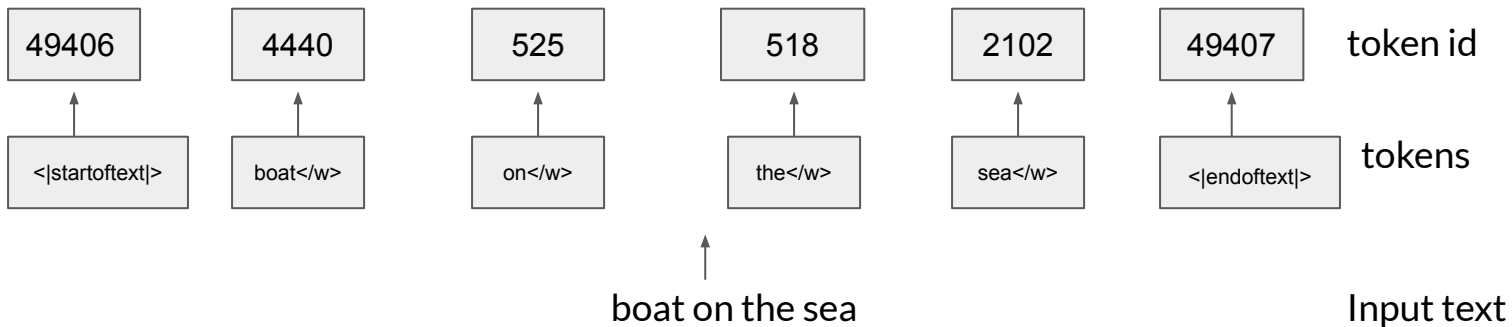 49406 4440 525 518 2102 49407 token id
<|startoftext|> boat</w> on</w> the</w> sea</w> <|endoftext|> tokens
boat on the sea Input text